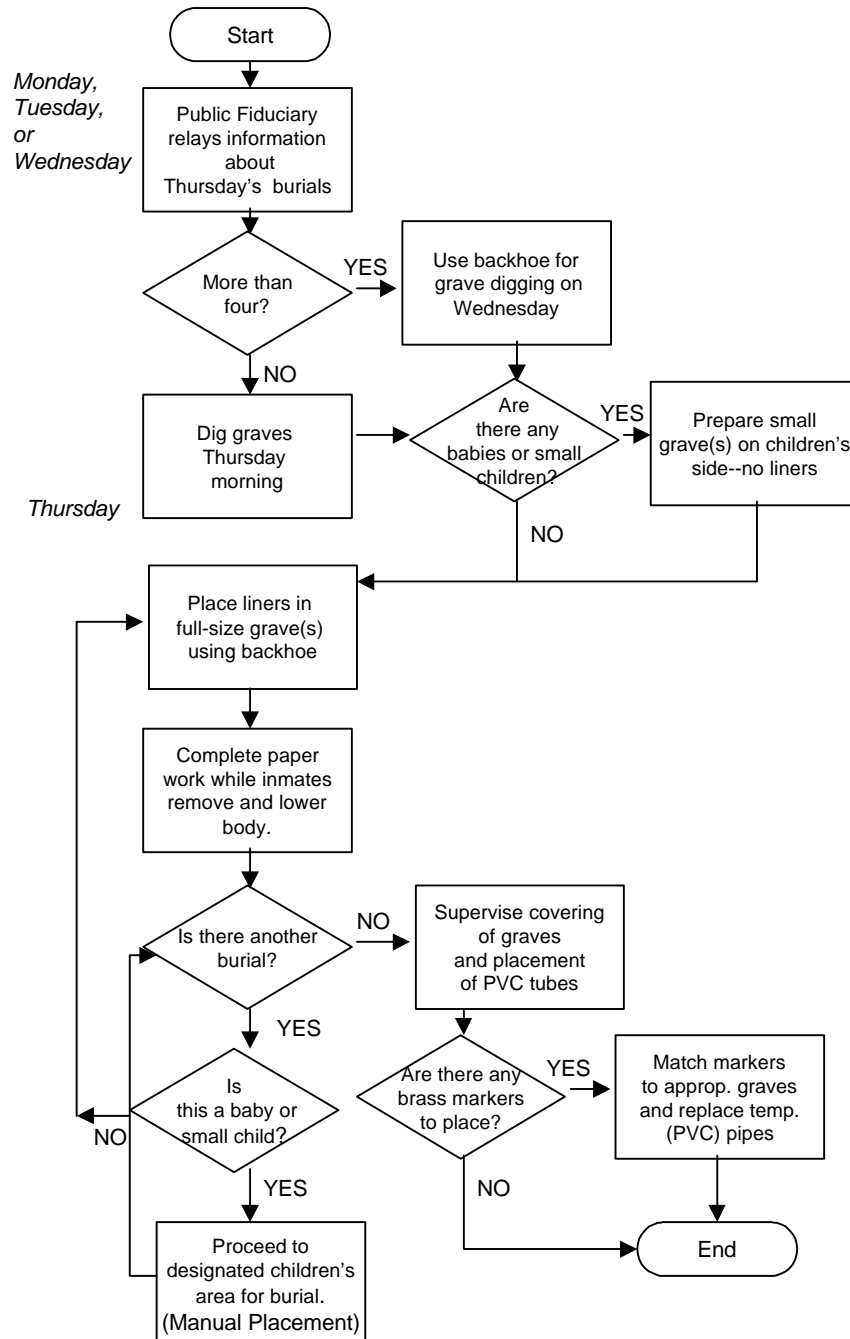 Start
Monday,
Tuesday,
or
Wednesday
Public Fiduciary
relays information
about
Thursday's burials
More than
four?
YES
Use backhoe for
grave digging on
Wednesday
NO
Dig graves
Thursday
morning
Are
there any
babies or small
children?
YES
Prepare small
grave(s) on children's
side--no liners
Thursday
NO
Place liners in
full-size grave(s)
using backhoe
Complete paper
work while inmates
remove and lower
body.
Is there another
burial?
NO
Supervise covering
of graves
and placement
of PVC tubes
YES
Is
this a baby or
small child?
NO
Are there any
brass markers
to place?
YES
Match markers
to approp. graves
and replace temp.
(PVC) pipes
YES
NO
Proceed to
designated children's
area for burial.
(Manual Placement)
End